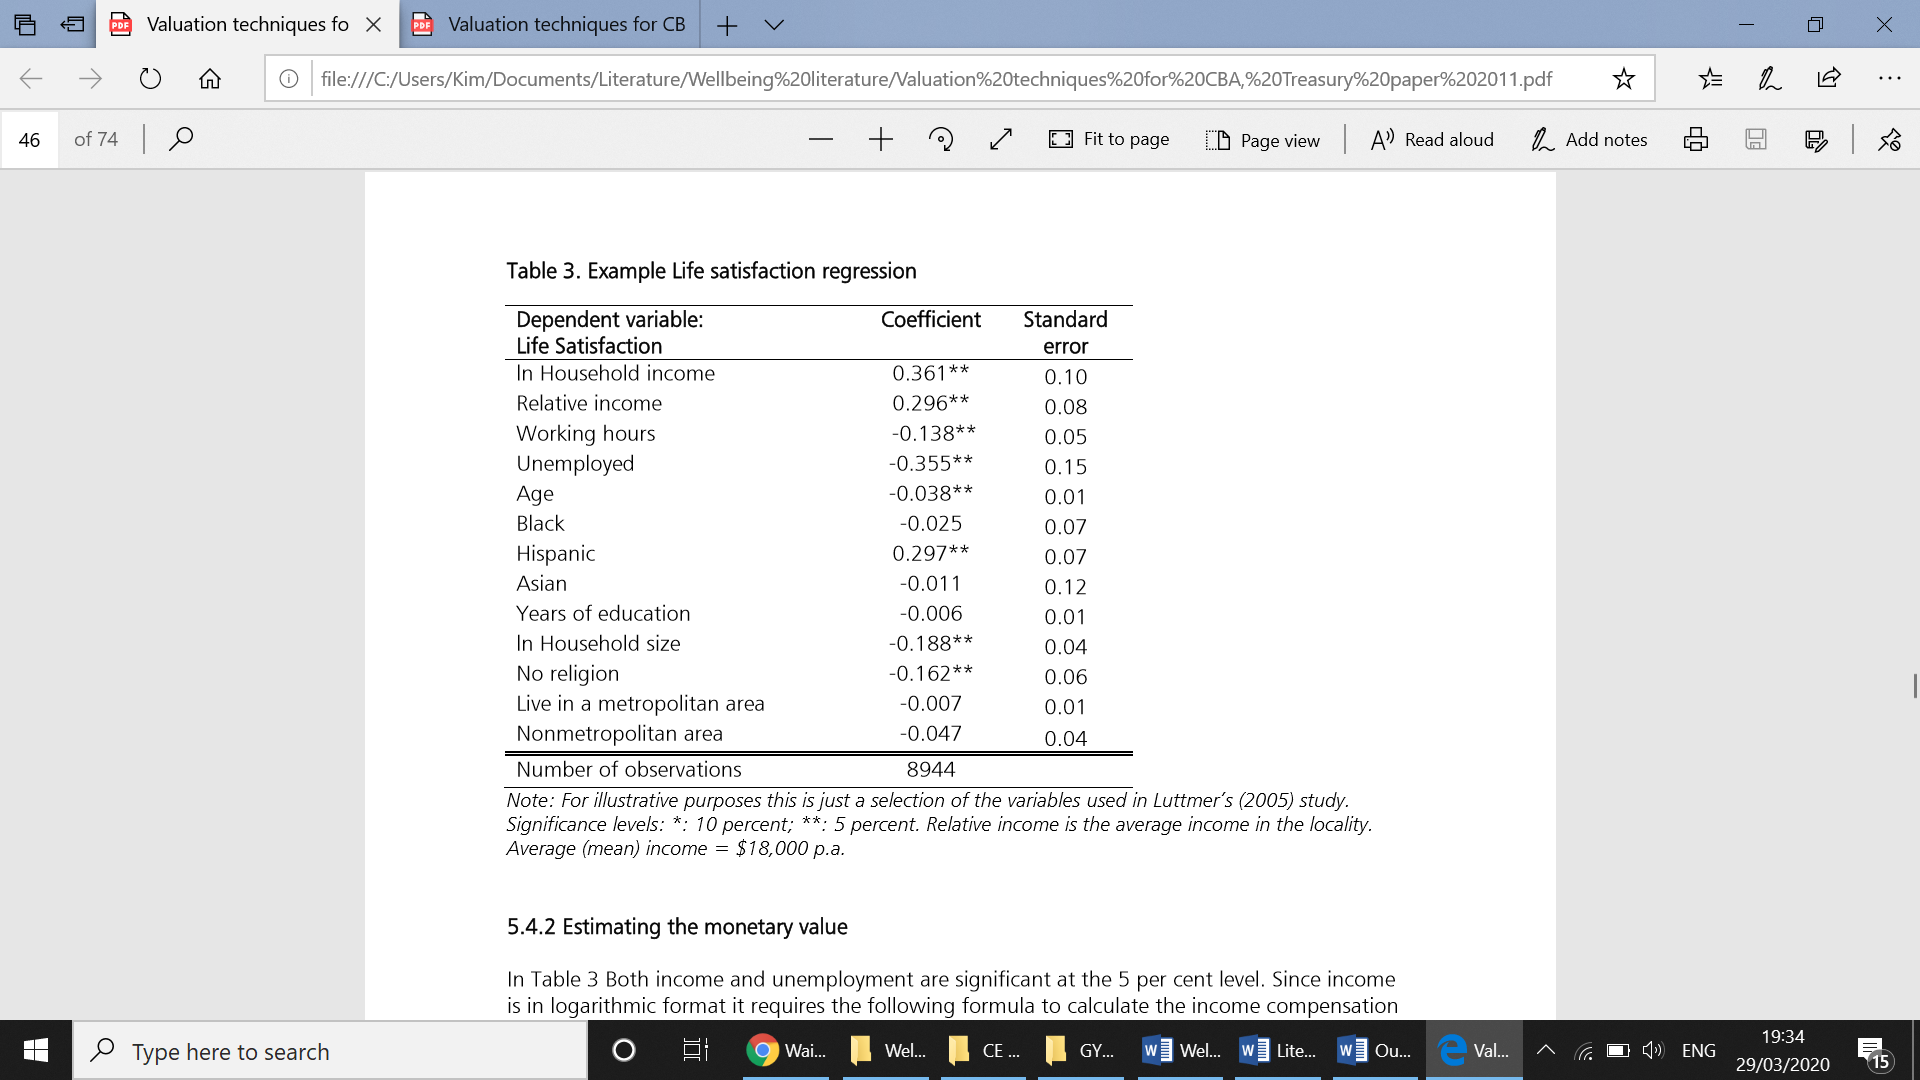 Valuation techniques fo
Valuation techniques for CB
file:///C:/Users/Kim/Documents/Literature/Wellbeing%20literature/Valuation%20techniques%20for%20CBA,%20Treasury%20paper%202011.pdf
46 of 74
Fit to page Page view Read aloud Add notes
Table 3. Example Life satisfaction regression
Dependent variable: Coefficient Standard
Life Satisfaction error
ln Household income 0.361** 0.10
Relative income 0.296** 0.08
Working hours -0.138** 0.05
Unemployed -0.355** 0.15
Age -0.038** 0.01
Black -0.025 0.07
Hispanic 0.297** 0.07
Asian -0.011 0.12
Years of education -0.006 0.01
ln Household size -0.188** 0.04
No religion -0.162** 0.06
Live in a metropolitan area -0.007 0.01
Nonmetropolitan area -0.047 0.04
Number of observations 8944
Note: For illustrative purposes this is just a selection of the variables used in Luttmer's (2005) study.
Significance levels: *: 10 percent; **: 5 percent. Relative income is the average income in the locality.
Average (mean) income = $18,000 p.a.
5.4.2 Estimating the monetary value
In Table 3 Both income and unemployment are significant at the 5 per cent level. Since income
is in logarithmic format it requires the following formula to calculate the income compensation
Type here to search
Wai... Wel... CE ... GY... Wel... Lite... Ou... Val...
ENG
19:34
29/03/2020
15